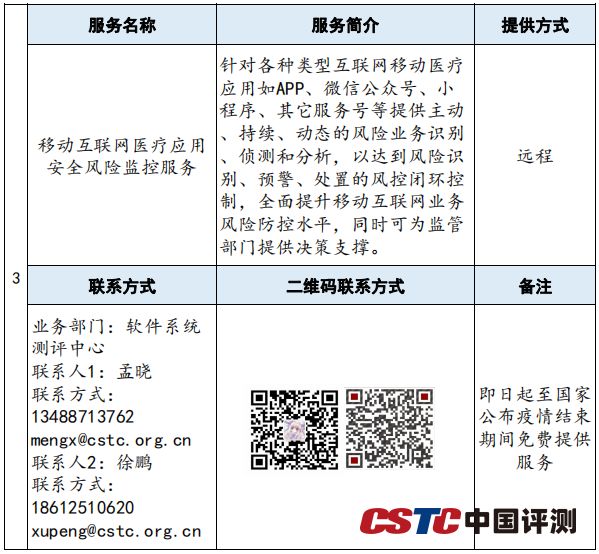 服务名称
服务简介
提供方式
3
移动互联网医疗应用
安全风险监控服务
针对各种类型互联网移动医疗
应用如APP、微信公众号、小
程序、其它服务号等提供主动
、持续、动态的风险业务识别
、侦测和分析，以达到风险识
别、预警、处置的风控闭环控
制，全面提升移动互联网业务
风险防控水平，同时可为监管
部门提供决策支撑。
远程
联系方式
二维码联系方式
备注
业务部门：软件系统
测评中心
联系人1：孟晓
联系方式：
13488713762
mengx@cstc.org.cn
联系人2：徐鹏
联系方式：
18612510620
xupeng@cstc.org.cn
即日起至国家
公布疫情结束
期间免费提供
服务
CSTC中国评测